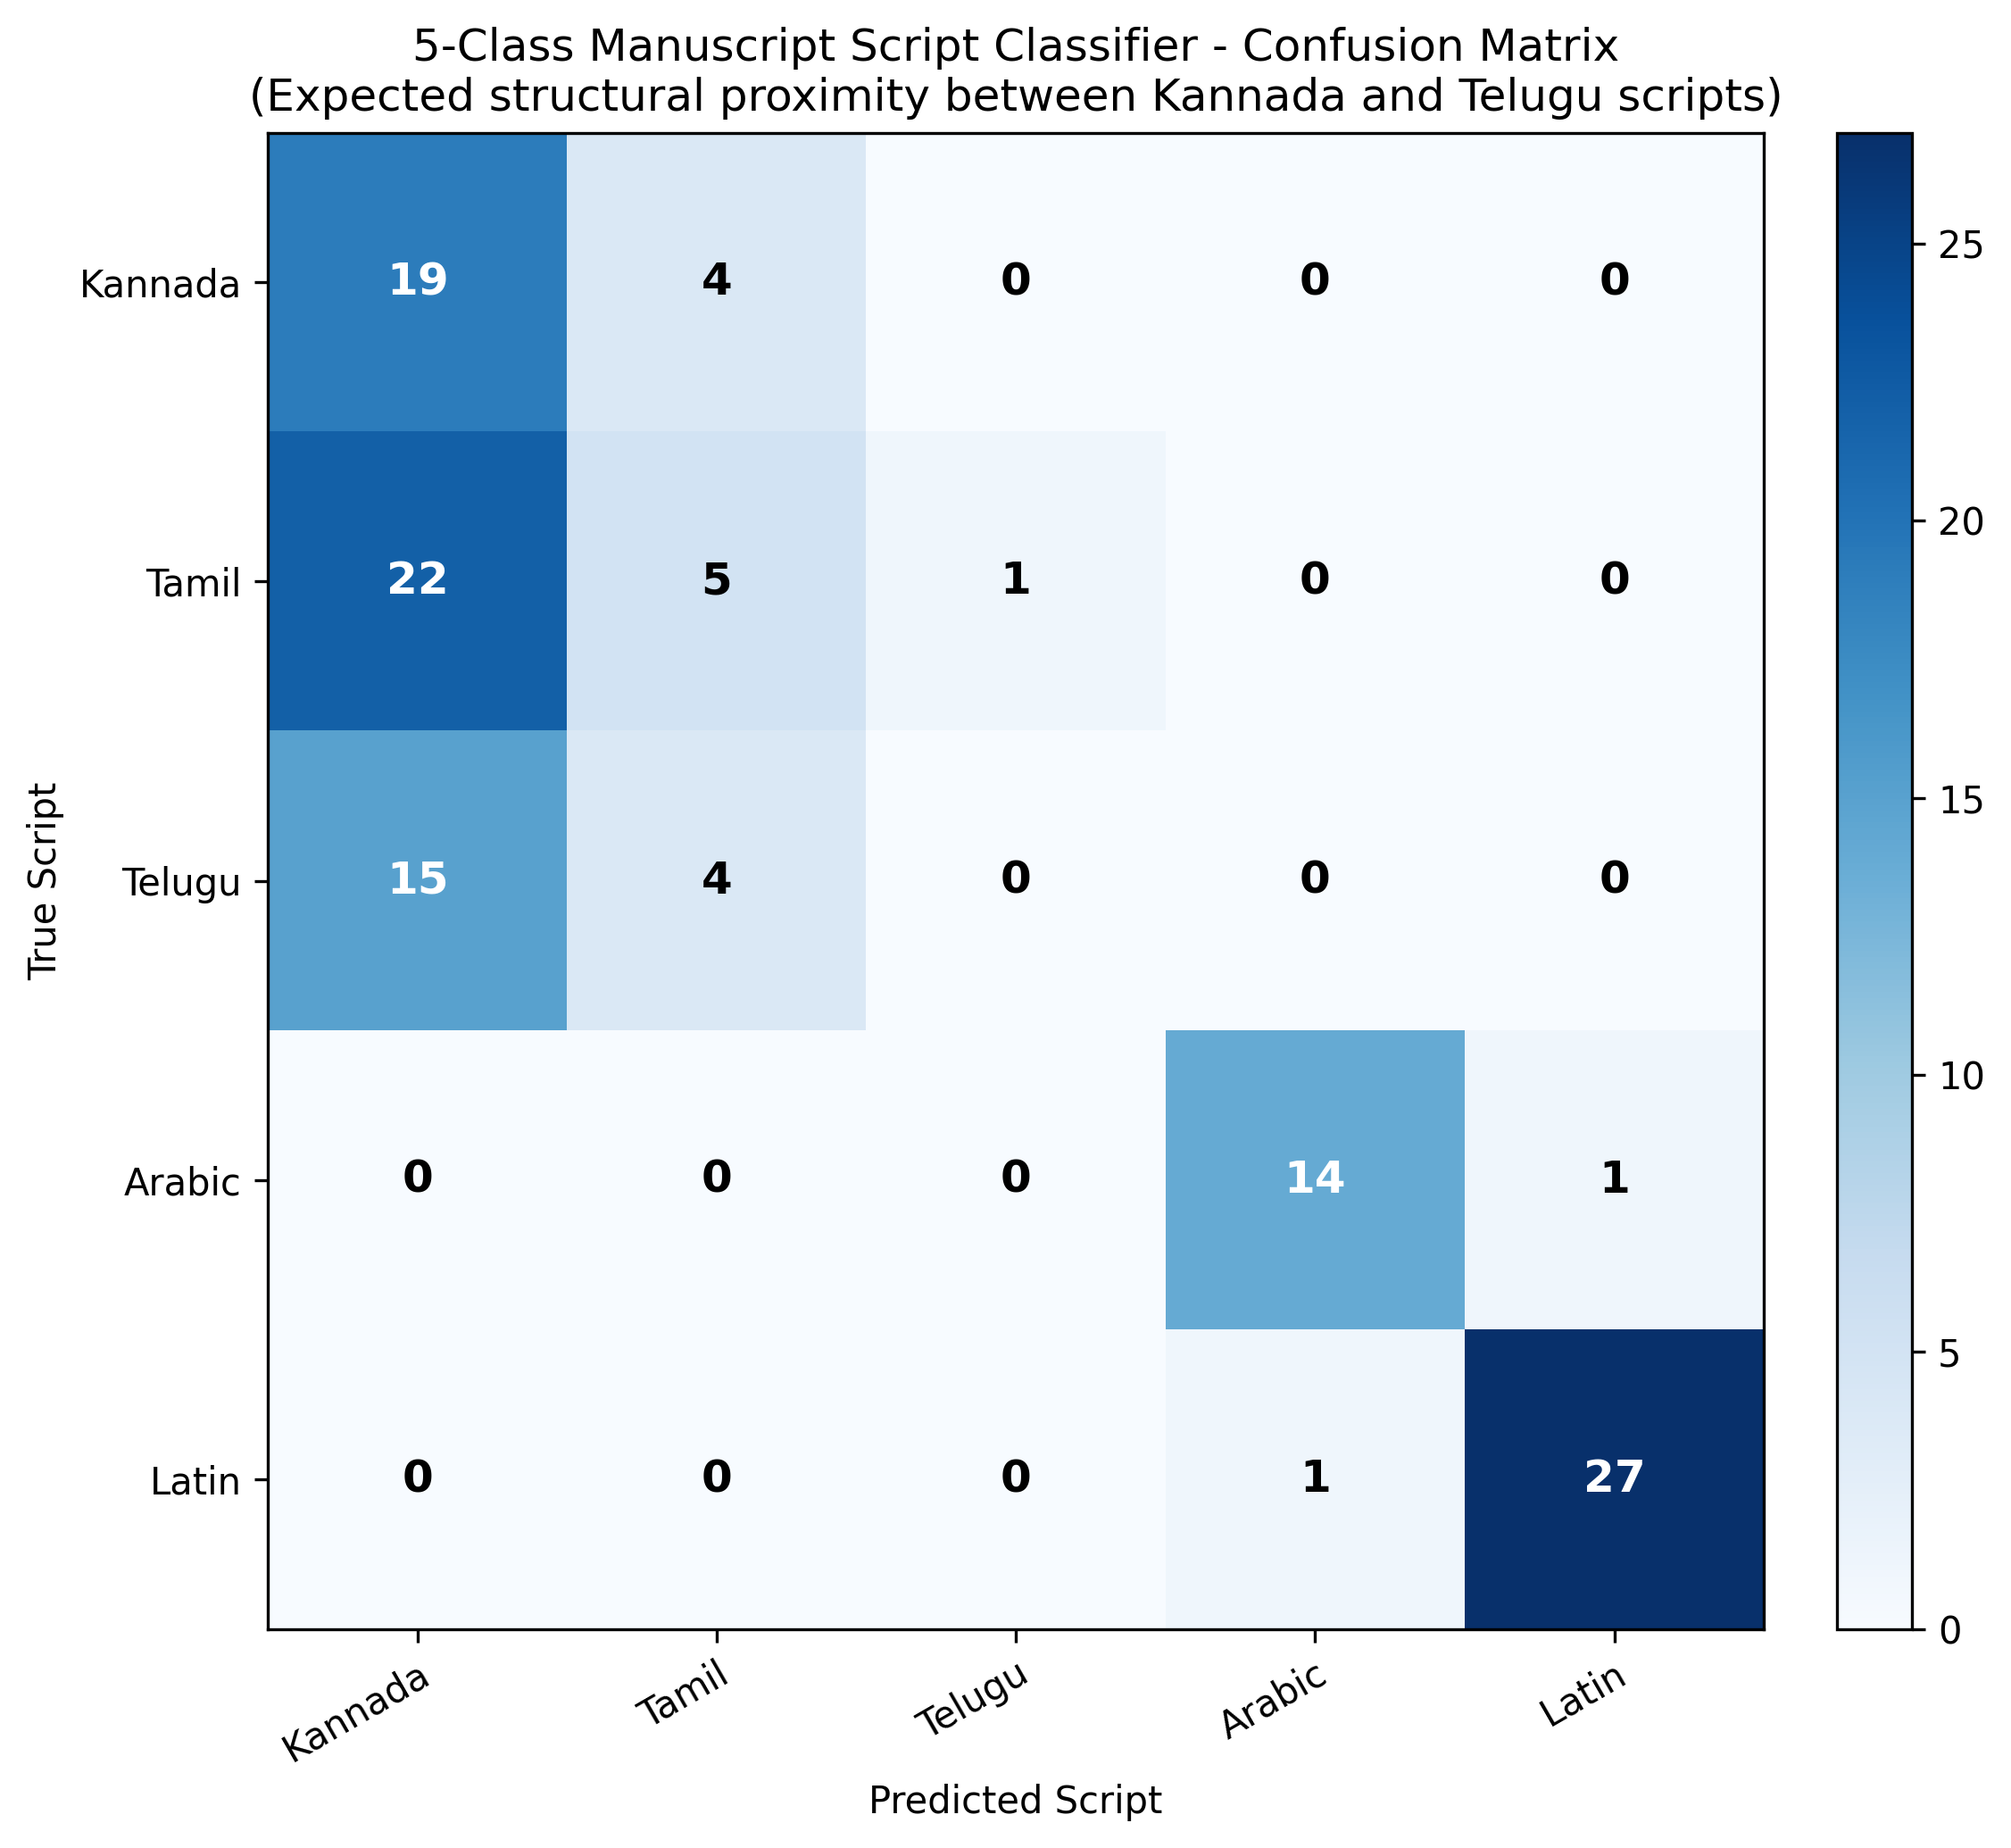 5-Class Manuscript Script Classifier - Confusion Matrix
(Expected structural proximity between Kannada and Telugu scripts)
Kannada 19 4 0 0 0
Tamil 22 5 1 0 0
Telugu 15 4 0 0 0
Arabic 0 0 0 14 1
Latin 0 0 0 1 27
True Script
Kannada Tamil Telugu Arabic Latin
Predicted Script
25
20
15
10
5
0